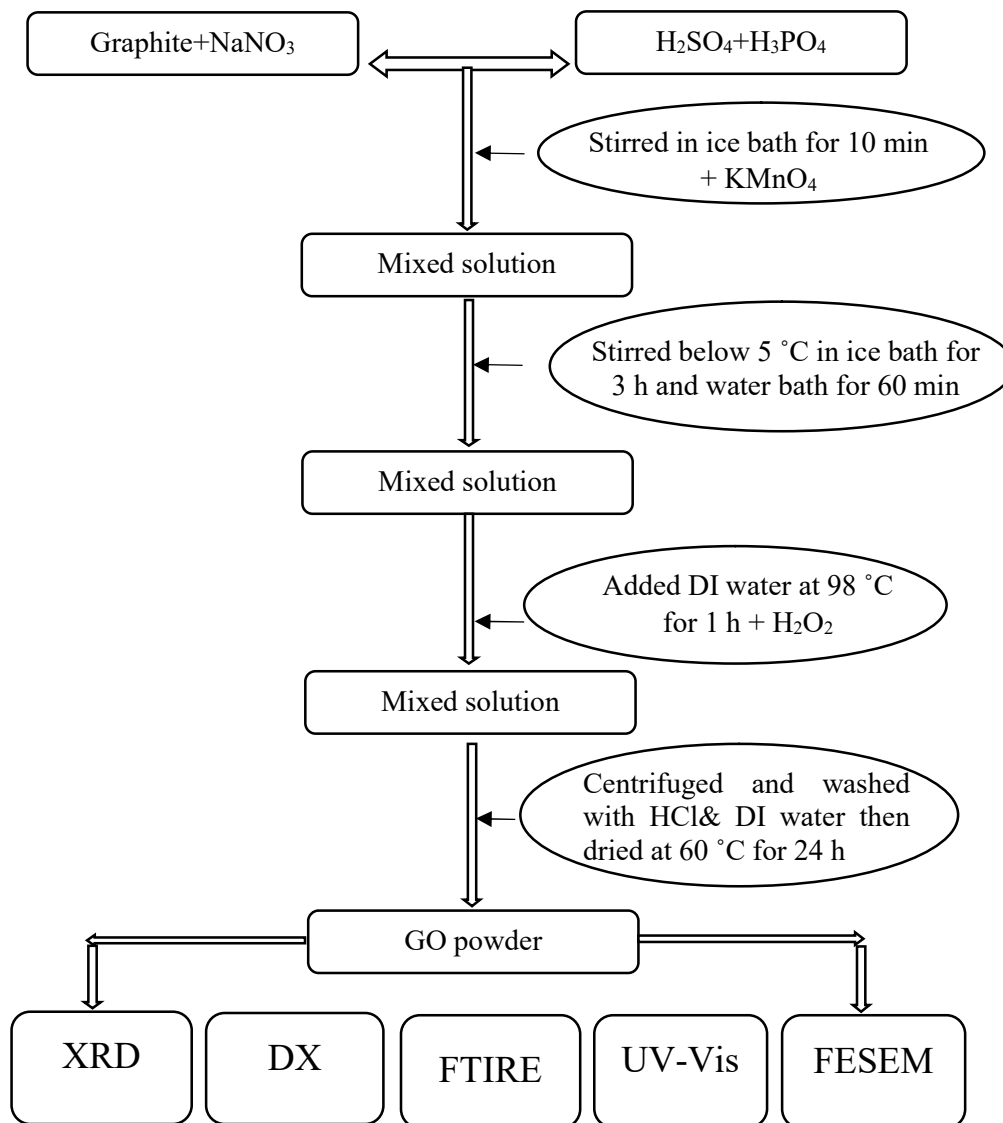 Graphite+NaNO₃
H₂SO₄+H₃PO₄
Stirred in ice bath for 10 min
+ KMnO₄
Mixed solution
Stirred below 5 ˚C in ice bath for
3 h and water bath for 60 min
Mixed solution
Added DI water at 98 ˚C
for 1 h + H₂O₂
Mixed solution
Centrifuged and washed
with HCl& DI water then
dried at 60 ˚C for 24 h
GO powder
XRD
DX
FTIRE
UV-Vis
FESEM